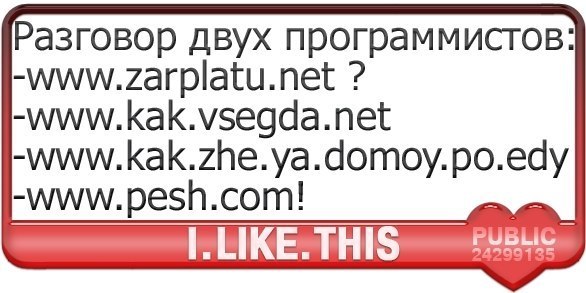 Разговор двух программистов:
-www.zarplatu.net ?
-www.kak.vsegda.net
-www.kak.zhe.ya.domoy.po.edy
-www.pesh.com!
I.LIKE.THIS
PUBLIC
24299135